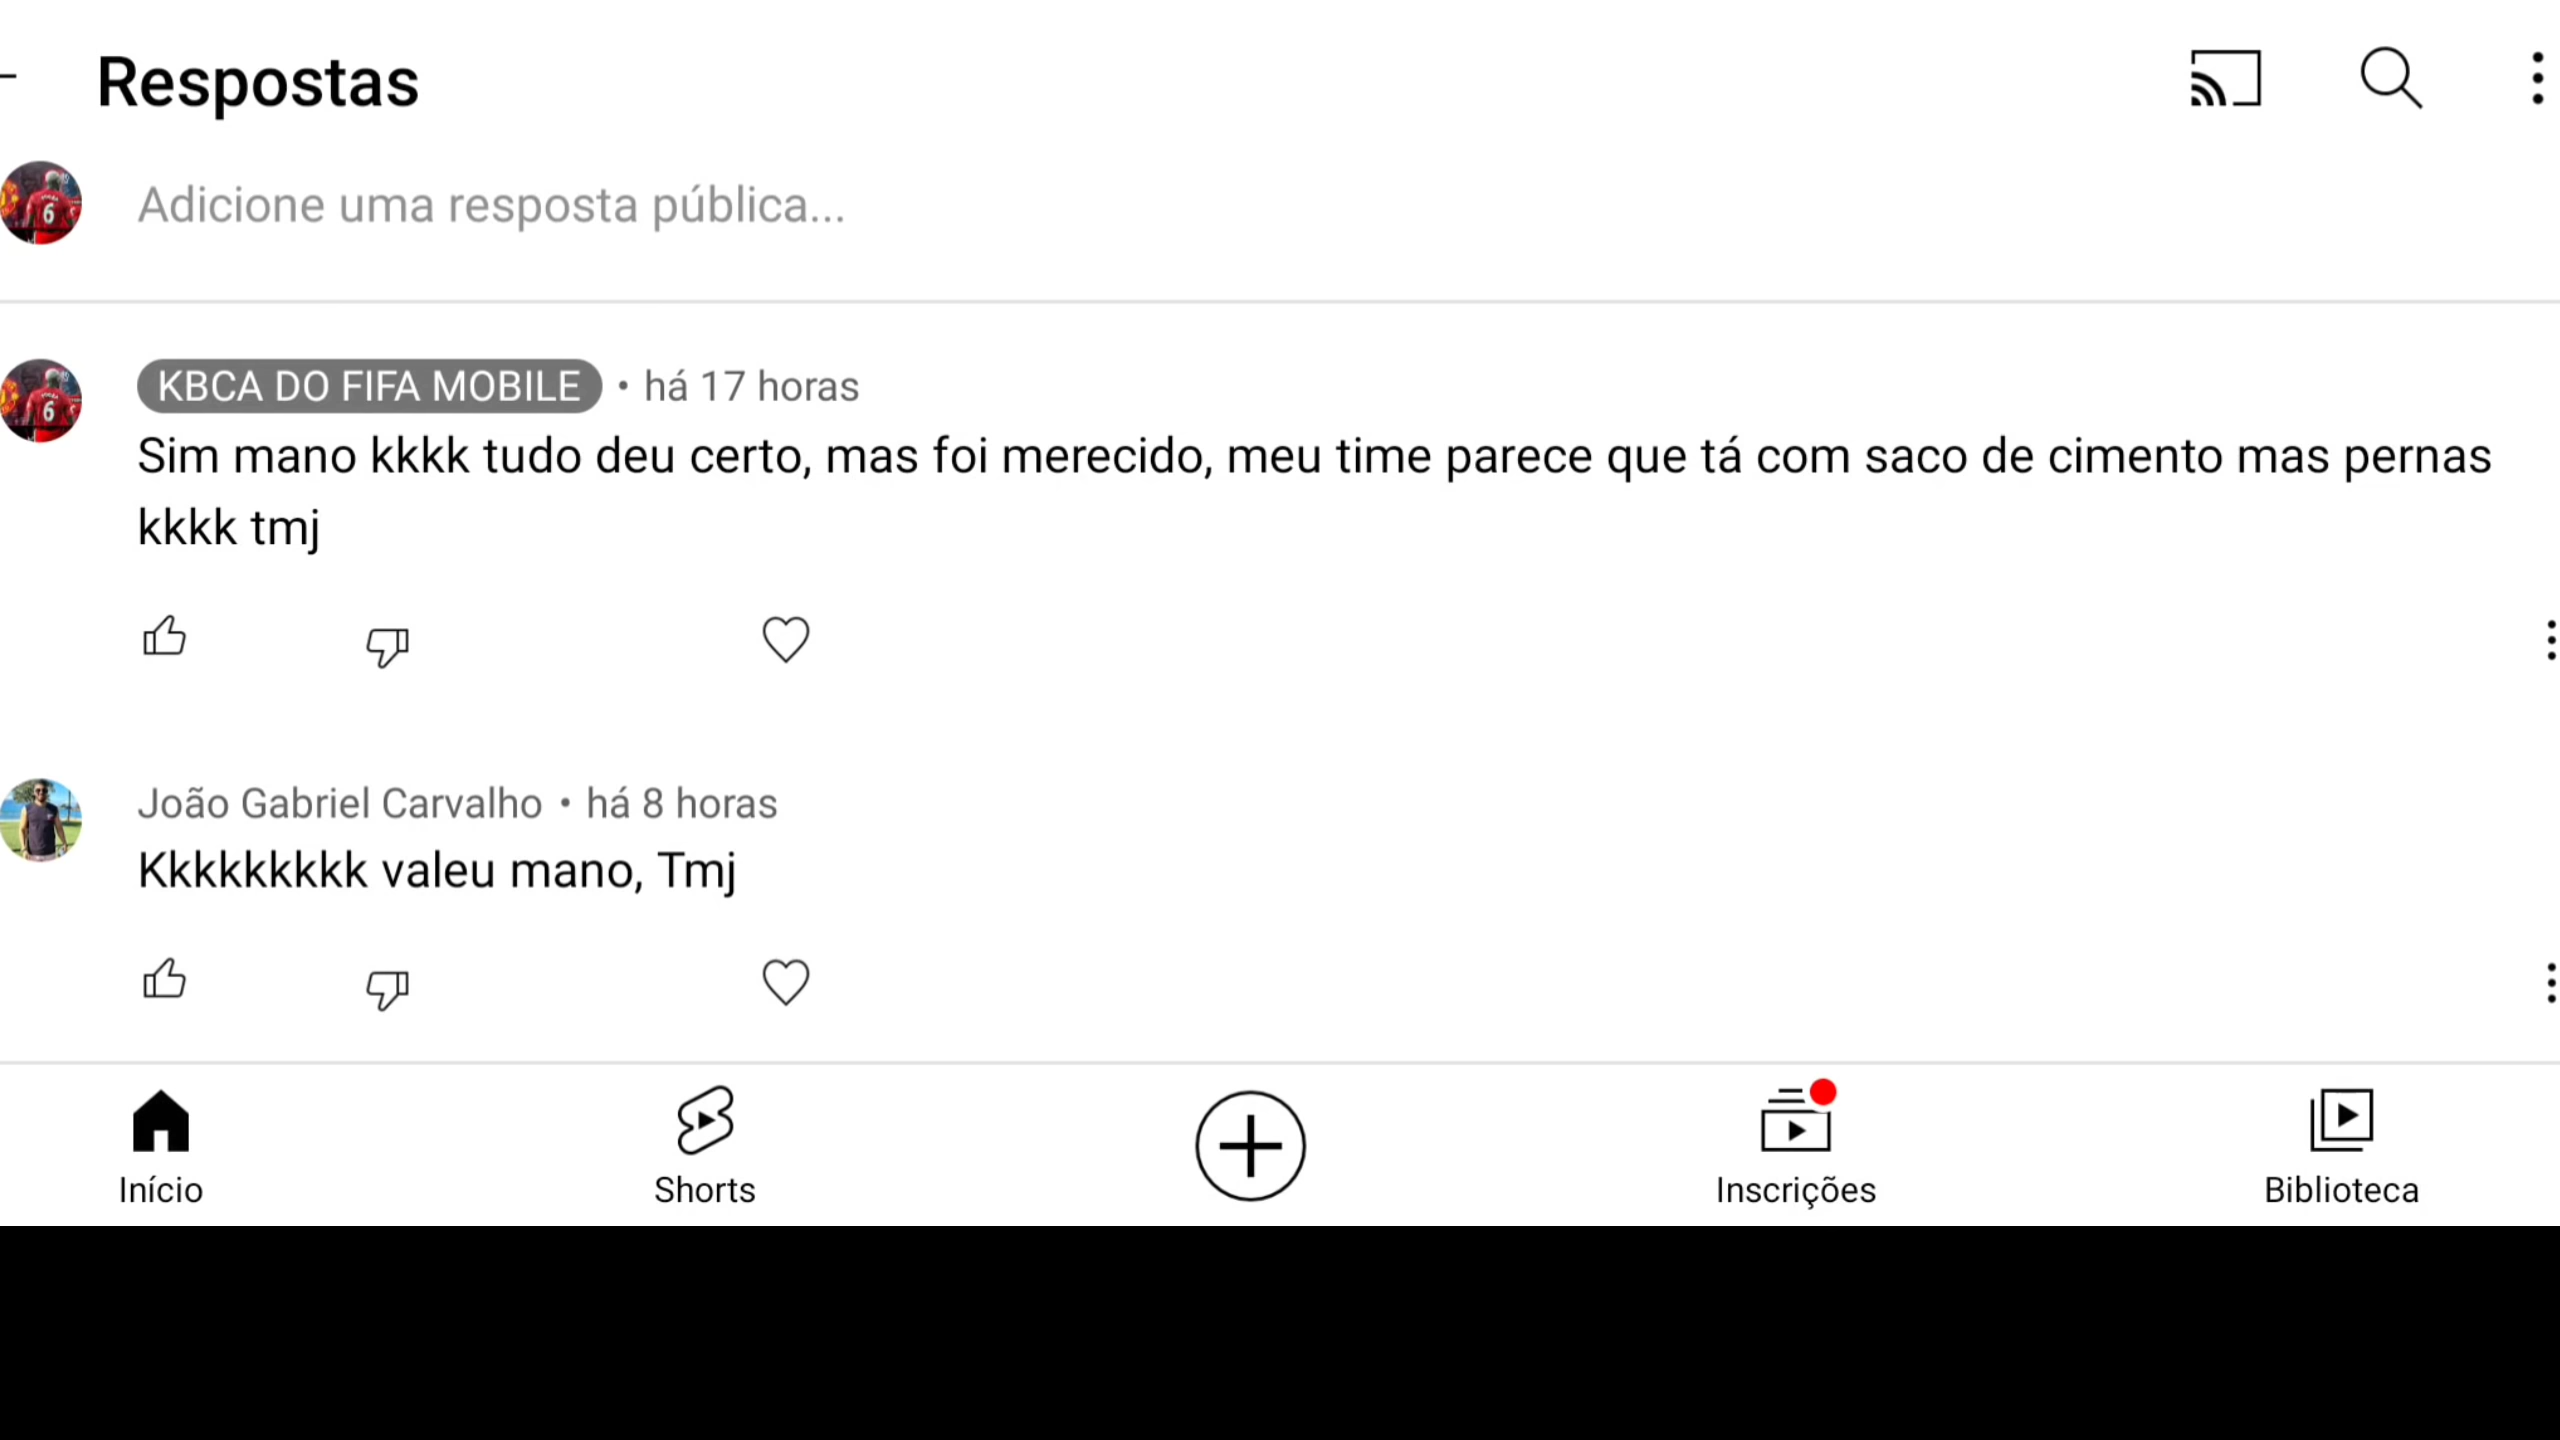 Respostas
Adicione uma resposta pública...
KBCA DO FIFA MOBILE • há 17 horas
Sim mano kkkk tudo deu certo, mas foi merecido, meu time parece que tá com saco de cimento mas pernas
kkkk tmj
João Gabriel Carvalho • há 8 horas
Kkkkkkkkk valeu mano, Tmj
Início Shorts Inscrições Biblioteca